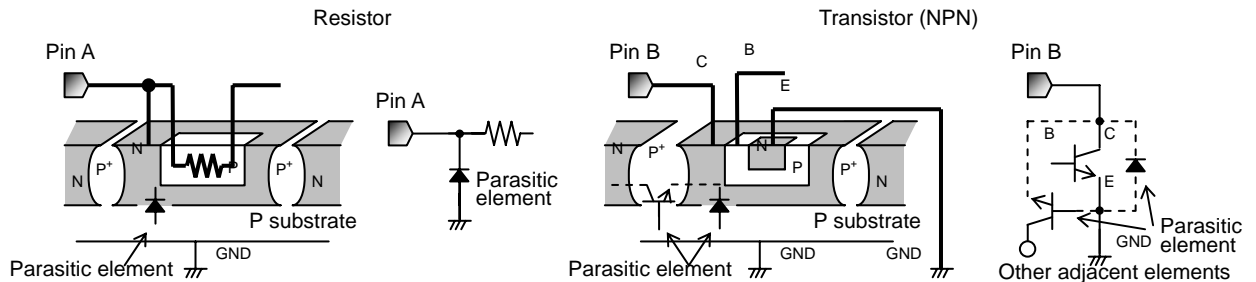 Resistor
Transistor (NPN)
Pin A
Pin B
C
B
E
Pin B
Pin A
N
P+
N
P
P+
N
Parasitic
element
P substrate
GND
Parasitic element
N
P+
N
P
P+
N
P substrate
GND
GND
Parasitic element
B
C
E
Parasitic
element
GND
Other adjacent elements